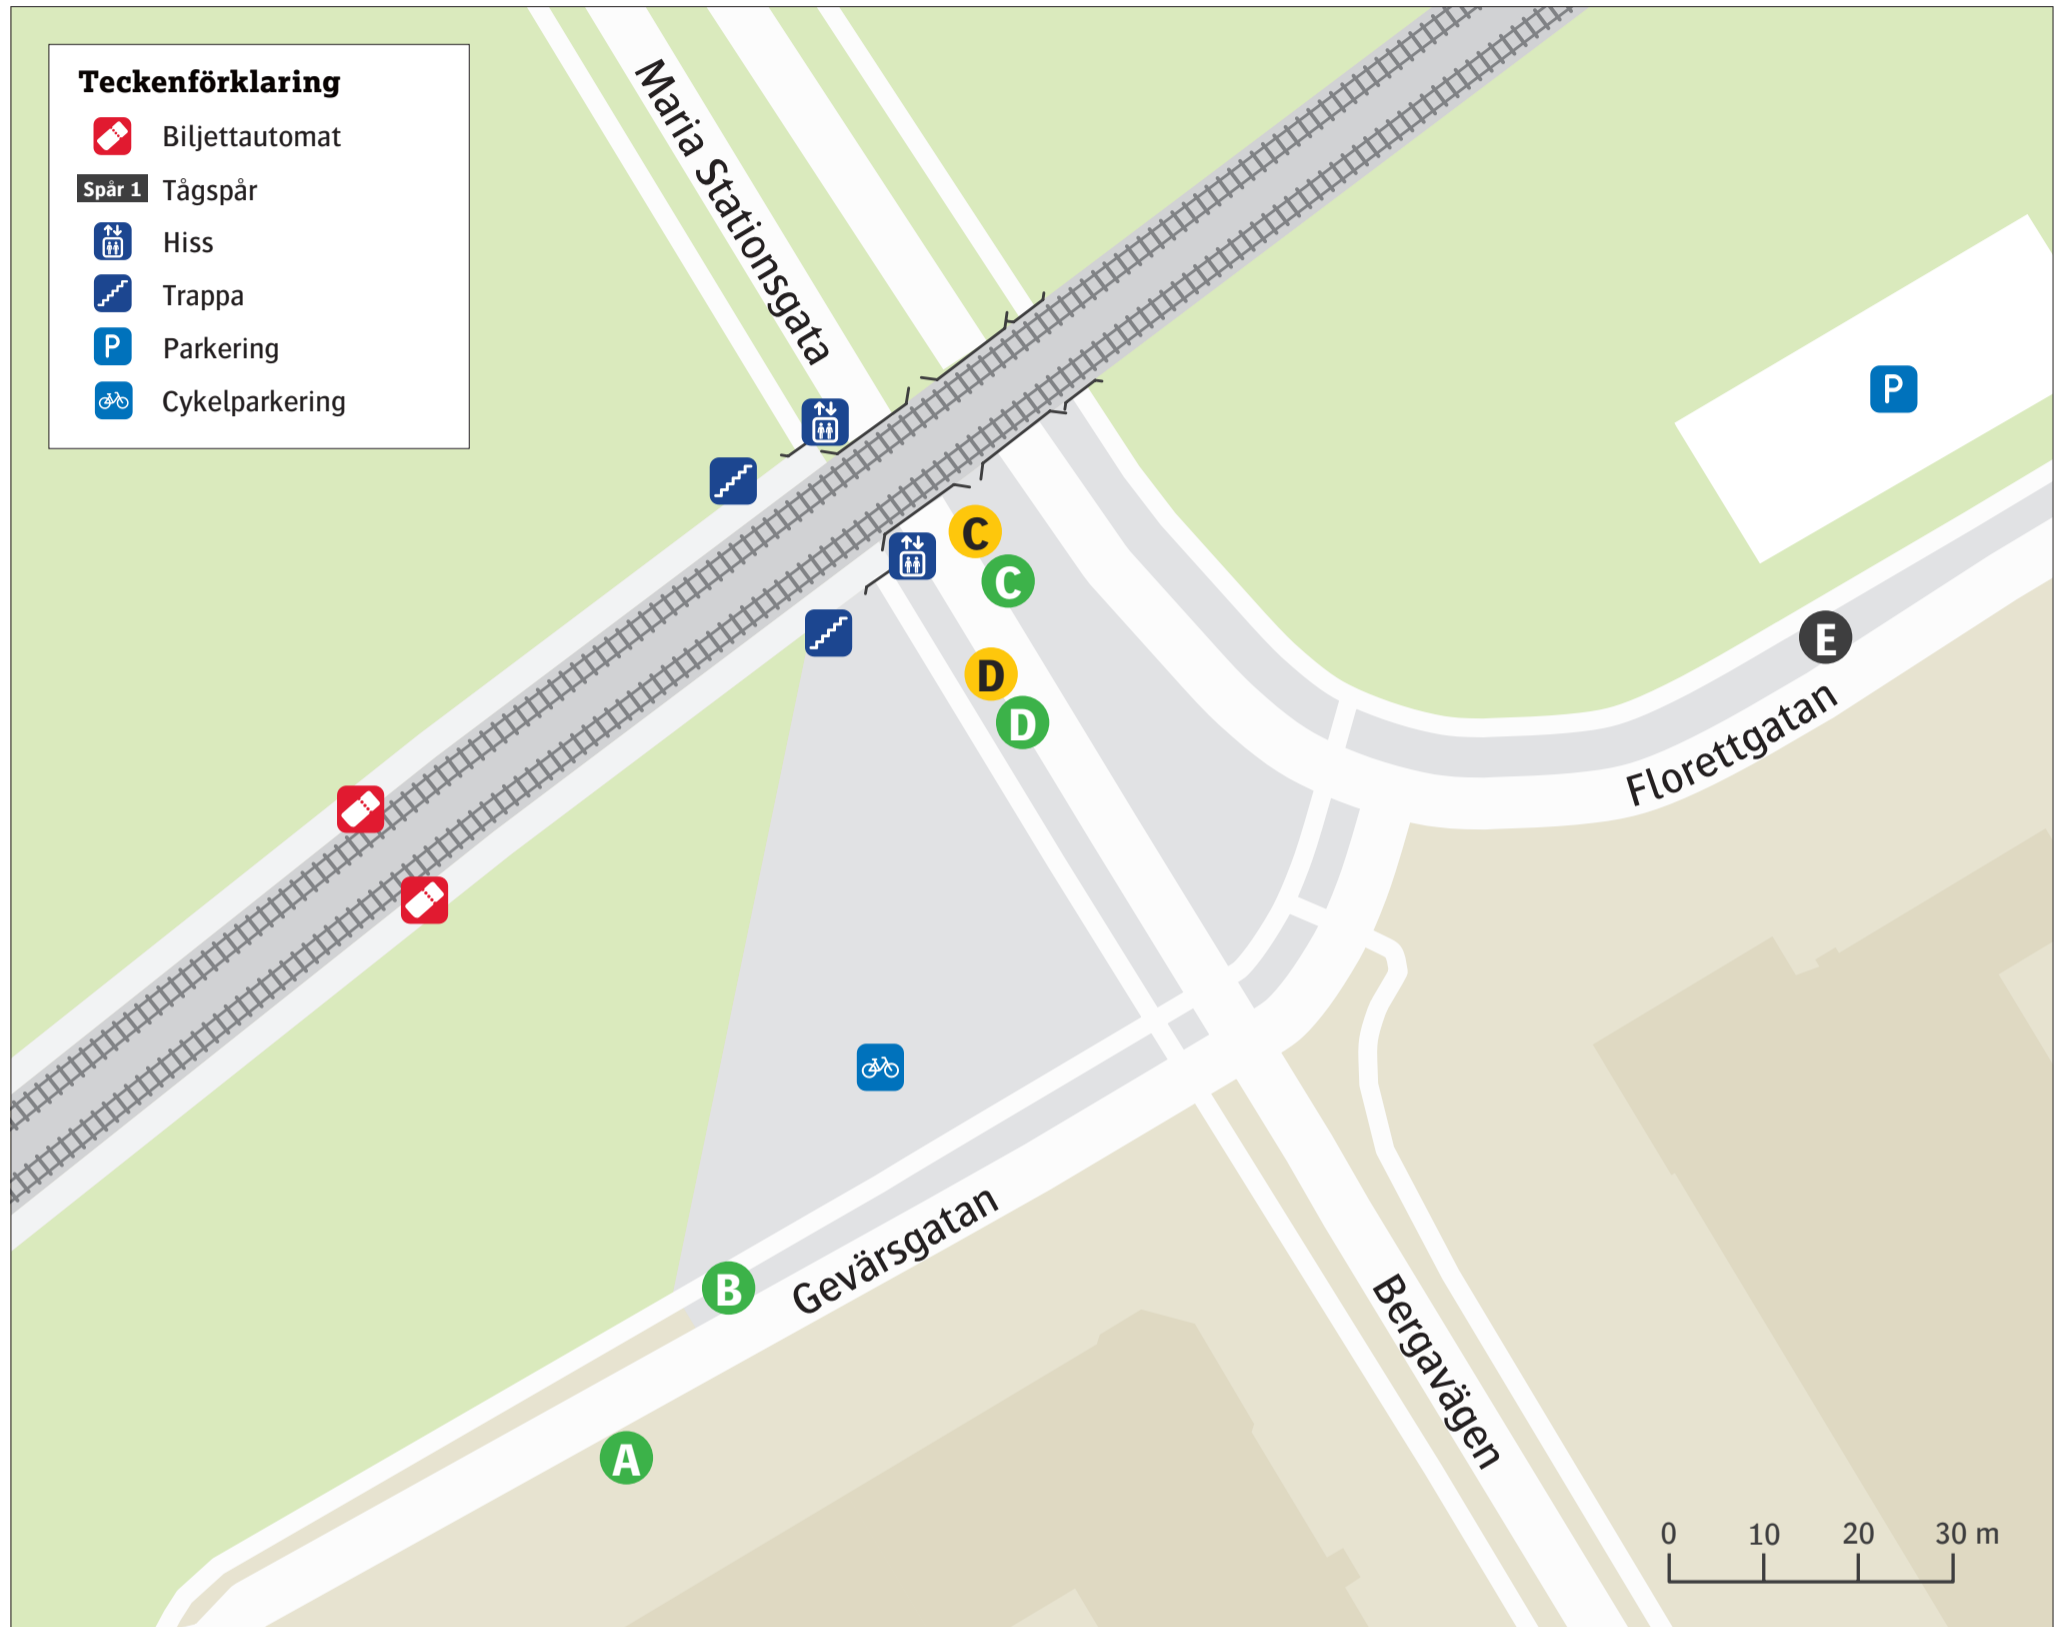 Teckenförklaring
Biljettautomat
Spår 1 Tågspår
Hiss
Trappa
P Parkering
Cykelparkering
Maria Stationsgata
P
C
C
E
D
D
Florettgatan
B
Gevärsgatan
Bergavägen
A
0 10 20 30 m